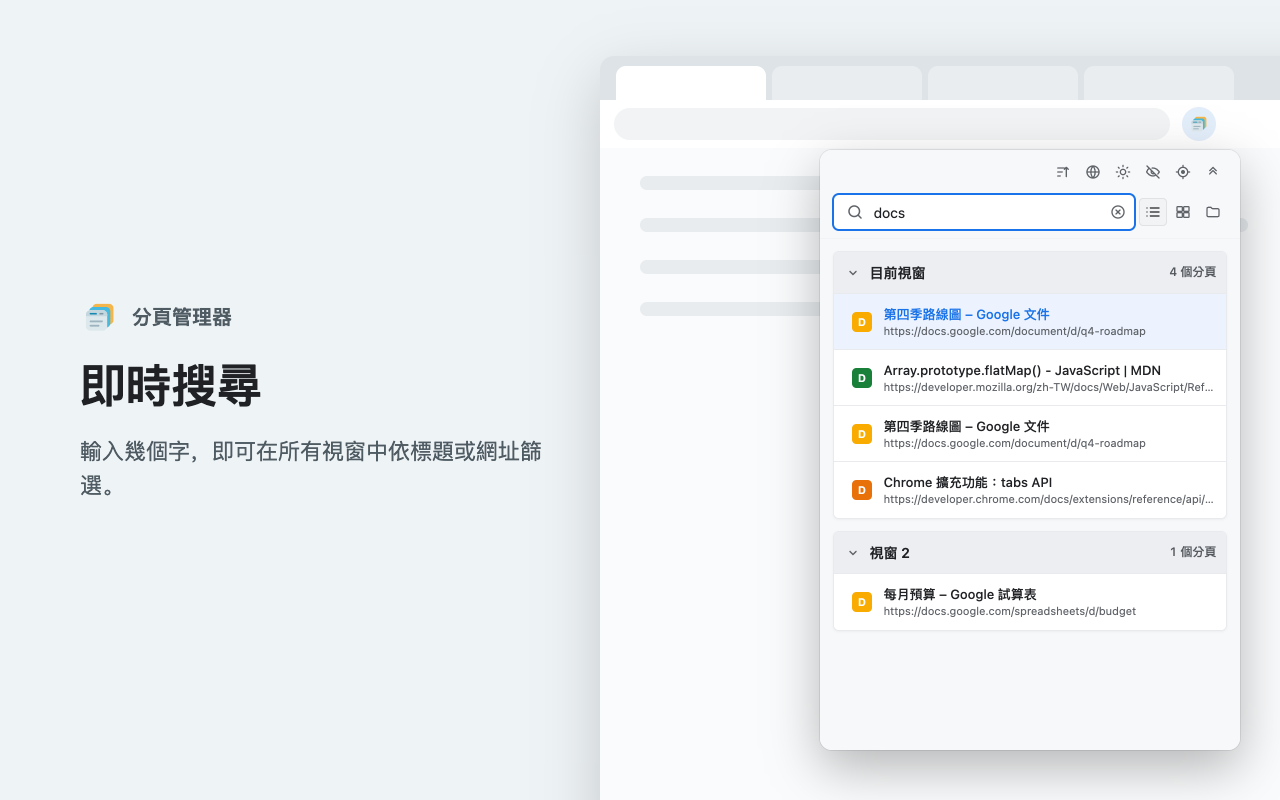 分頁管理器
即時搜尋
輸入幾個字，即可在所有視窗中依標題或網址篩
選。
docs
目前視窗
4 個分頁
D
第四季路線圖 – Google 文件
https://docs.google.com/document/d/q4-roadmap
D
Array.prototype.flatMap() - JavaScript | MDN
https://developer.mozilla.org/zh-TW/docs/Web/JavaScript/Ref…
D
第四季路線圖 – Google 文件
https://docs.google.com/document/d/q4-roadmap
D
Chrome 擴充功能：tabs API
https://developer.chrome.com/docs/extensions/reference/api/…
視窗 2
1 個分頁
D
每月預算 – Google 試算表
https://docs.google.com/spreadsheets/d/budget